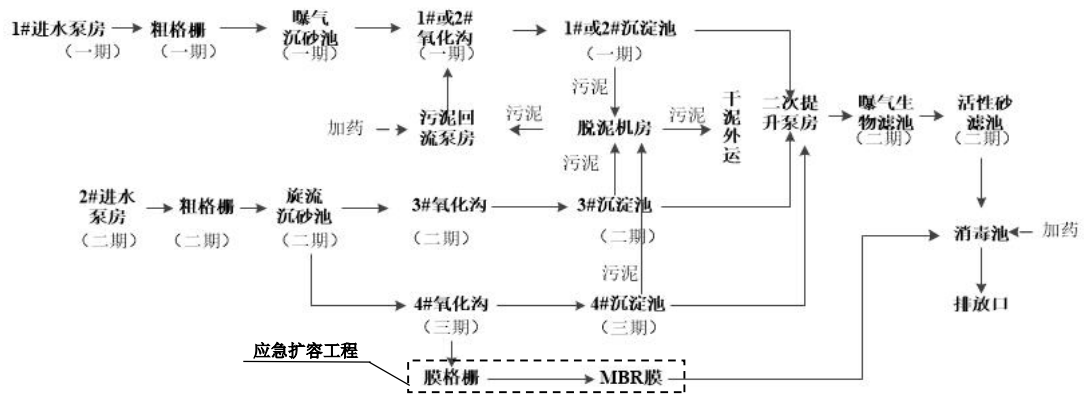 1#进水泵房
（一期）
粗格栅
（一期）
曝气
沉砂池
（一期）
1#或2#
氧化沟
（一期）
1#或2#沉淀池
（一期）
污泥
加药
污泥回
流泵房
污泥
脱泥机房
污泥
干泥外运
二次提
升泵房
曝气生
物滤池
（二期）
活性砂
滤池
（二期）
污泥
2#进水
泵房
（二期）
粗格栅
（二期）
旋流
沉砂池
（二期）
3#氧化沟
（二期）
3#沉淀池
（二期）
消毒池
加药
污泥
4#氧化沟
（三期）
4#沉淀池
（三期）
排放口
应急扩容工程
膜格栅
MBR膜